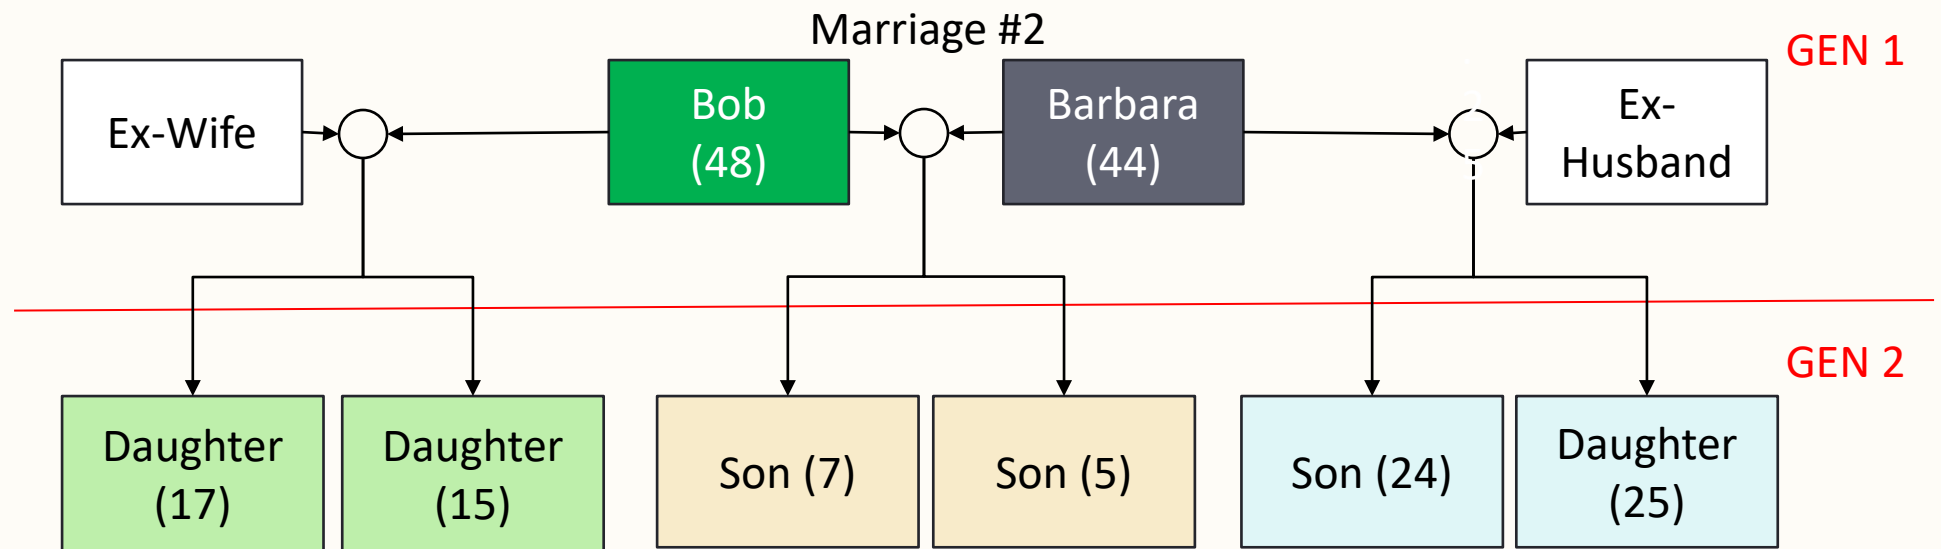 Marriage #2
GEN 1
Ex-Wife
Bob
(48)
Barbara
(44)
Ex-
Husband
GEN 2
Daughter
(17)
Daughter
(15)
Son (7)
Son (5)
Son (24)
Daughter
(25)